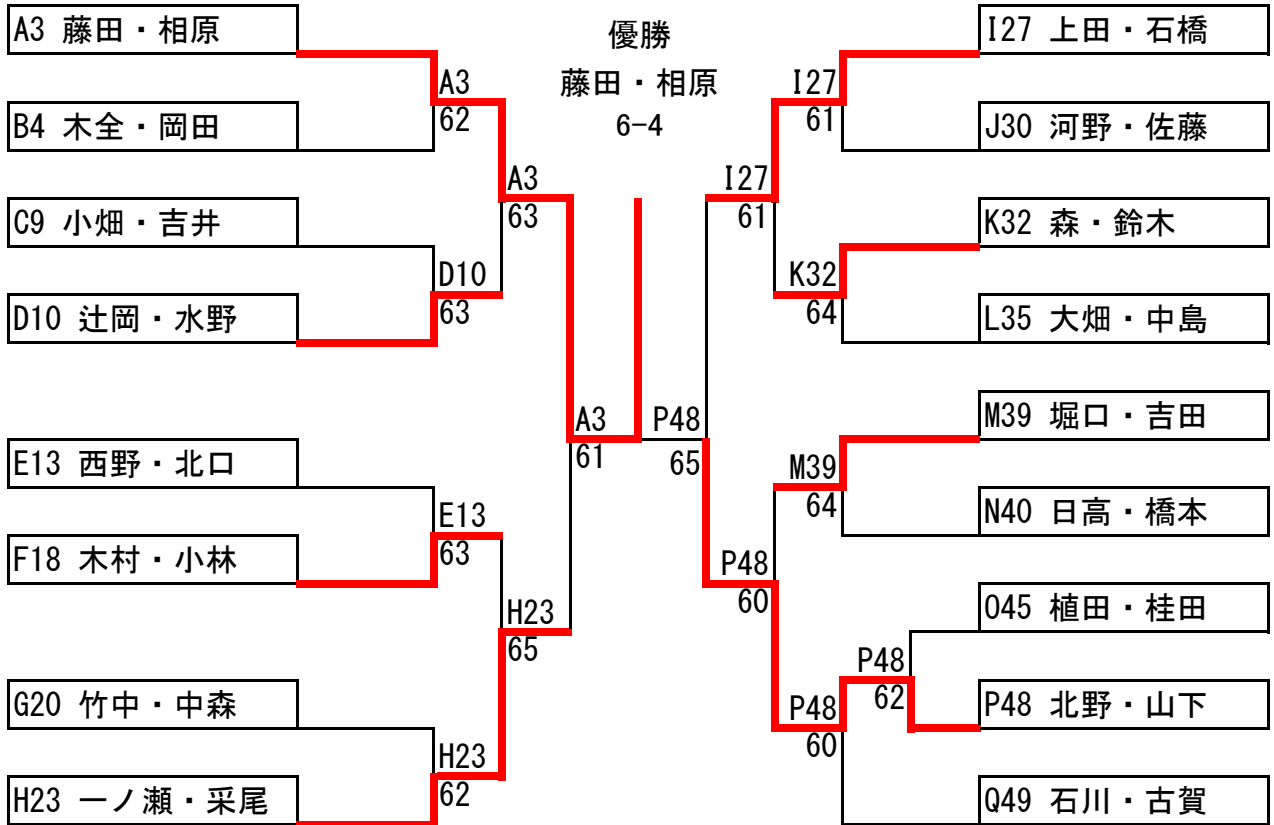 A3 藤田・相原
B4 木全・岡田
C9 小畑・吉井
D10 辻岡・水野
E13 西野・北口
F18 木村・小林
G20 竹中・中森
H23 一ノ瀬・采尾
A3
62
D10
63
E13
63
H23
62
A3
63
H23
65
A3
61
優勝
藤田・相原
6-4
P48
65
I27
61
P48
60
I27
61
K32
64
M39
64
P48
60
P48
62
I27 上田・石橋
J30 河野・佐藤
K32 森・鈴木
L35 大畑・中島
M39 堀口・吉田
N40 日高・橋本
O45 植田・桂田
P48 北野・山下
Q49 石川・古賀